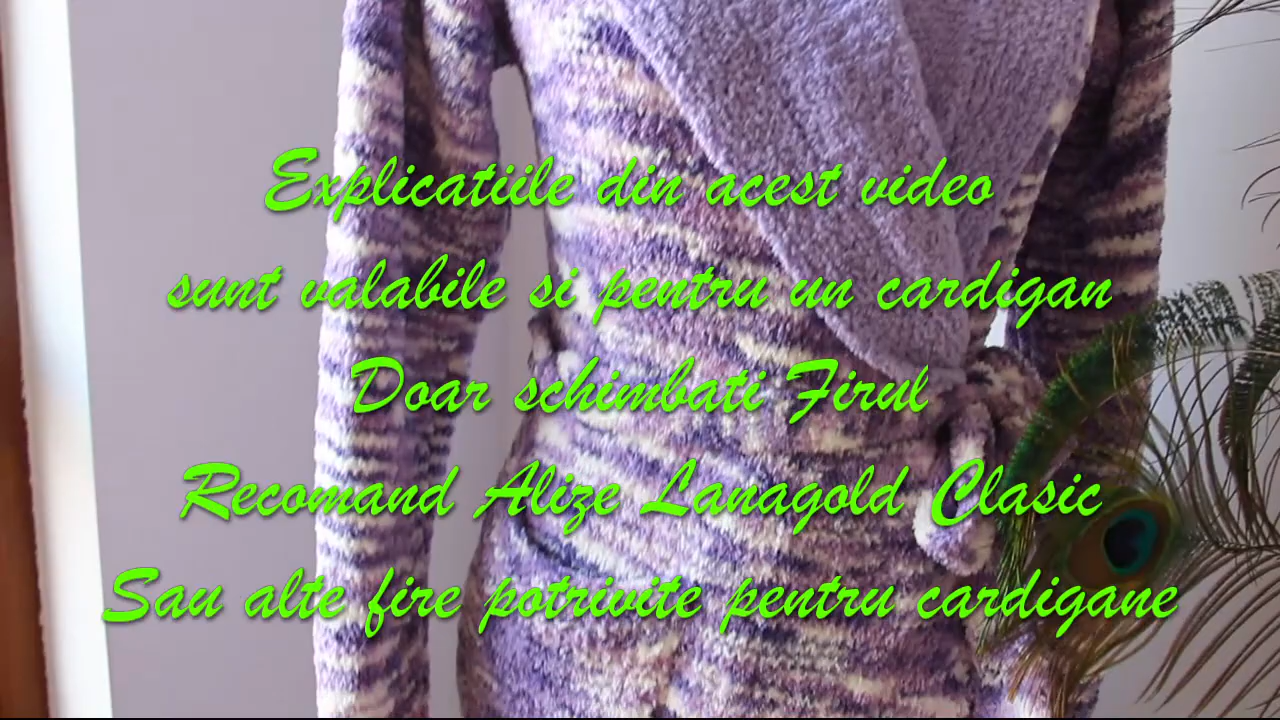 Explicatiile din acest video
sunt valabile si pentru un cardigan
Doar schimbati Firul
Recomand Alize Lanagold Clasic
Sau alte fire potrivite pentru cardigane